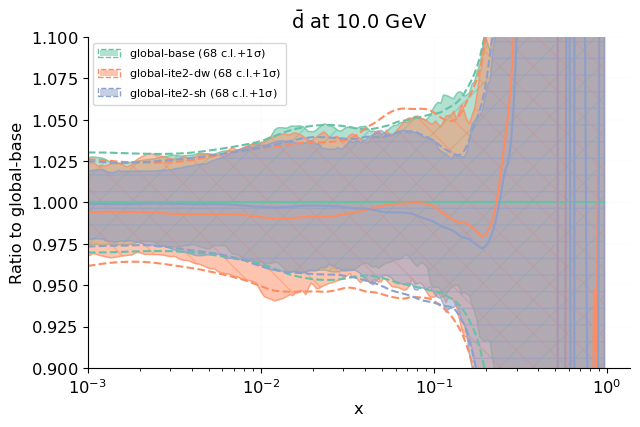 d̄ at 10.0 GeV
global-base (68 c.l.+1σ)
global-ite2-dw (68 c.l.+1σ)
global-ite2-sh (68 c.l.+1σ)
Ratio to global-base
1.100
1.075
1.050
1.025
1.000
0.975
0.950
0.925
0.900
10⁻³ 10⁻² 10⁻¹ 10⁰
x